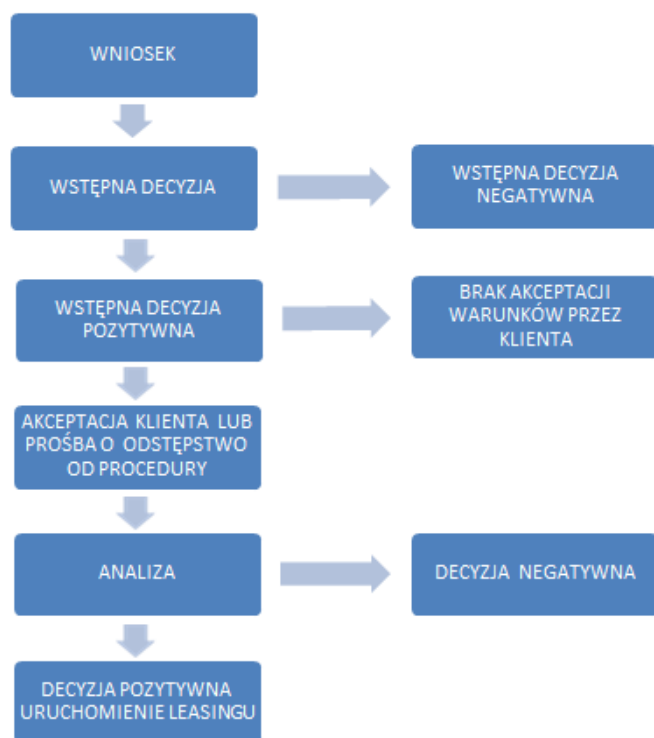 WNIOSEK
WSTĘPNA DECYZJA
WSTĘPNA DECYZJA
NEGATYWNA
WSTĘPNA DECYZJA
POZYTYWNA
BRAK AKCEPTACJI
WARUNKÓW PRZEZ
KLIENTA
AKCEPTACJA KLIENTA LUB
PROŚBA O ODSTĘPSTWO
OD PROCEDURY
ANALIZA
DECYZJA NEGATYWNA
DECYZJA POZYTYWNA
URUCHOMIENIE LEASINGU